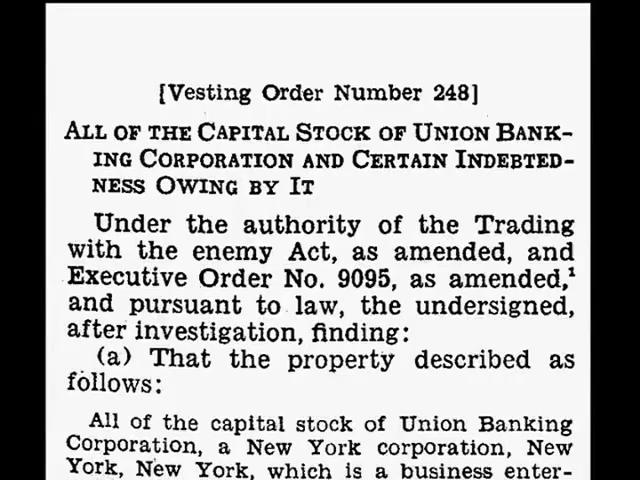 [Vesting Order Number 248]
ALL OF THE CAPITAL STOCK OF UNION BANK-
ING CORPORATION AND CERTAIN INDEBTED-
NESS OWING BY IT
Under the authority of the Trading
with the enemy Act, as amended, and
Executive Order No. 9095, as amended,¹
and pursuant to law, the undersigned,
after investigation, finding:
(a) That the property described as
follows:
All of the capital stock of Union Banking
Corporation, a New York corporation, New
York, New York, which is a business enter-